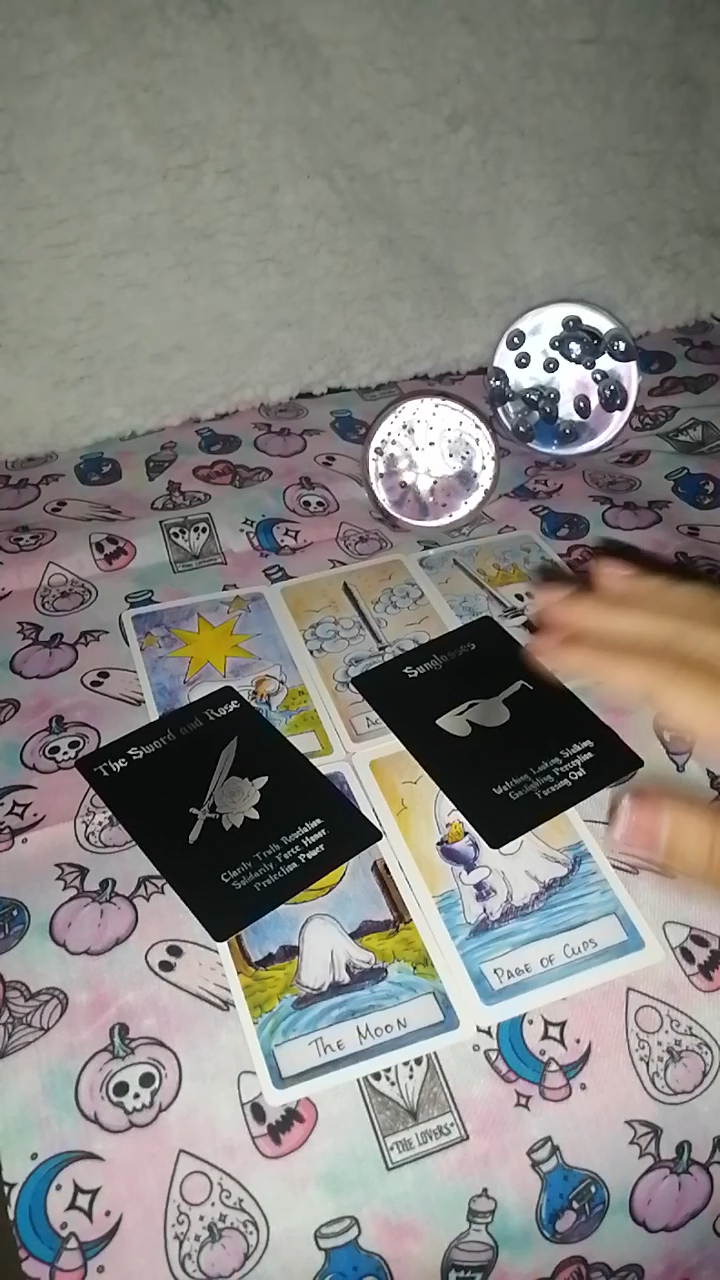 The Sword and Rose
Clarity Truth Revelation
Solidarity Force Honor
Protection Power
Sunglasses
Watching Looking Stalking
Gaslighting Perception
Focusing Out
The Moon
Page of Cups
"The Lovers"